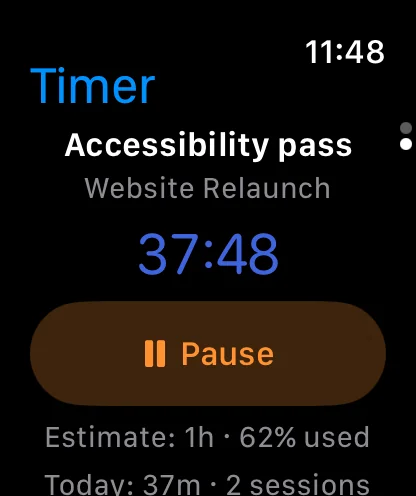 11:48
Timer
Accessibility pass
Website Relaunch
37:48
Pause
Estimate: 1h · 62% used
Today: 37m · 2 sessions